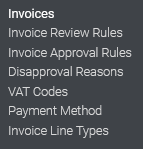 Invoices
Invoice Review Rules
Invoice Approval Rules
Disapproval Reasons
VAT Codes
Payment Method
Invoice Line Types